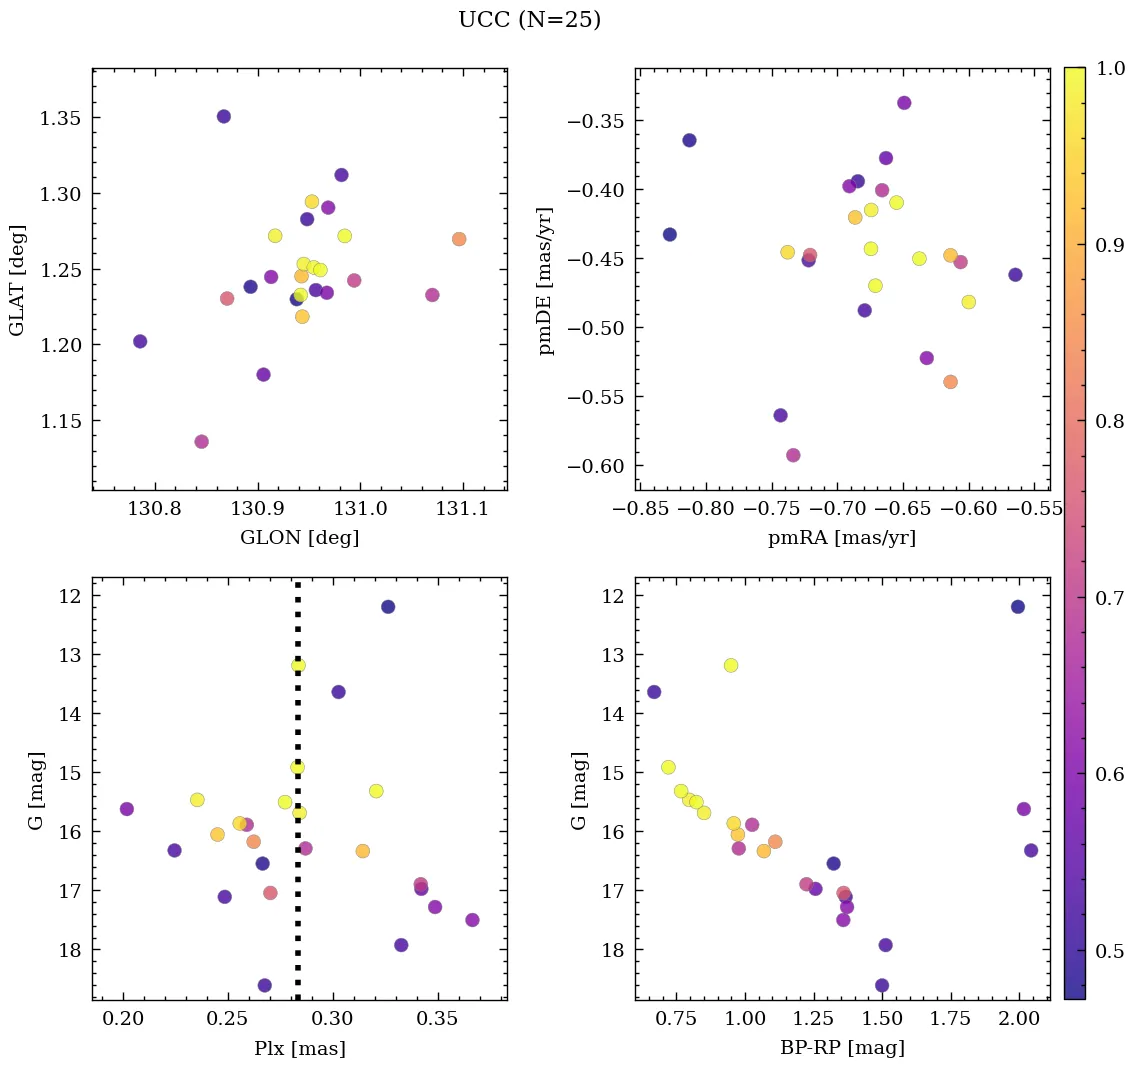 UCC (N=25)
1.35
1.30
1.25
1.20
1.15
GLAT [deg]
130.8 130.9 131.0 131.1
GLON [deg]
−0.35
−0.40
−0.45
−0.50
−0.55
−0.60
pmDE [mas/yr]
−0.85 −0.80 −0.75 −0.70 −0.65 −0.60 −0.55
pmRA [mas/yr]
1.0
0.9
0.8
0.7
0.6
0.5
12
13
14
15
16
17
18
G [mag]
0.20 0.25 0.30 0.35
Plx [mas]
12
13
14
15
16
17
18
G [mag]
0.75 1.00 1.25 1.50 1.75 2.00
BP-RP [mag]